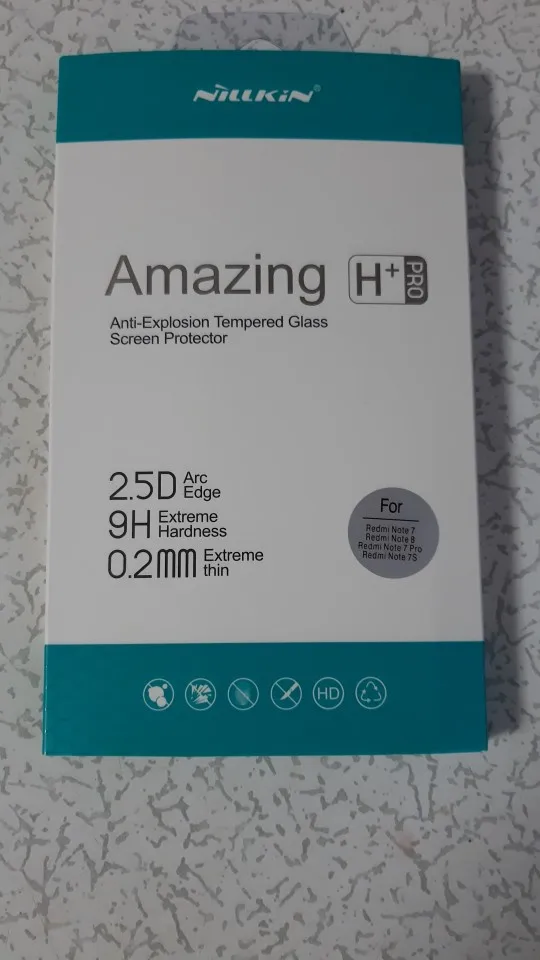 NILLKIN®
Amazing H+ PRO
Anti-Explosion Tempered Glass
Screen Protector
2.5D Arc Edge
9H Extreme Hardness
0.2mm Extreme thin
For
Redmi Note 7
Redmi Note 8
Redmi Note 7 Pro
Redmi Note 7S
HD